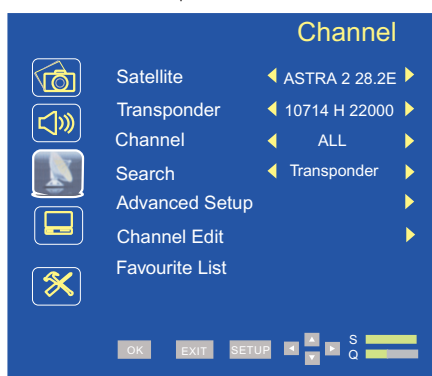 Channel
Satellite ASTRA 2 28.2E
Transponder 10714 H 22000
Channel ALL
Search Transponder
Advanced Setup
Channel Edit
Favourite List
OK EXIT SETUP S
Q